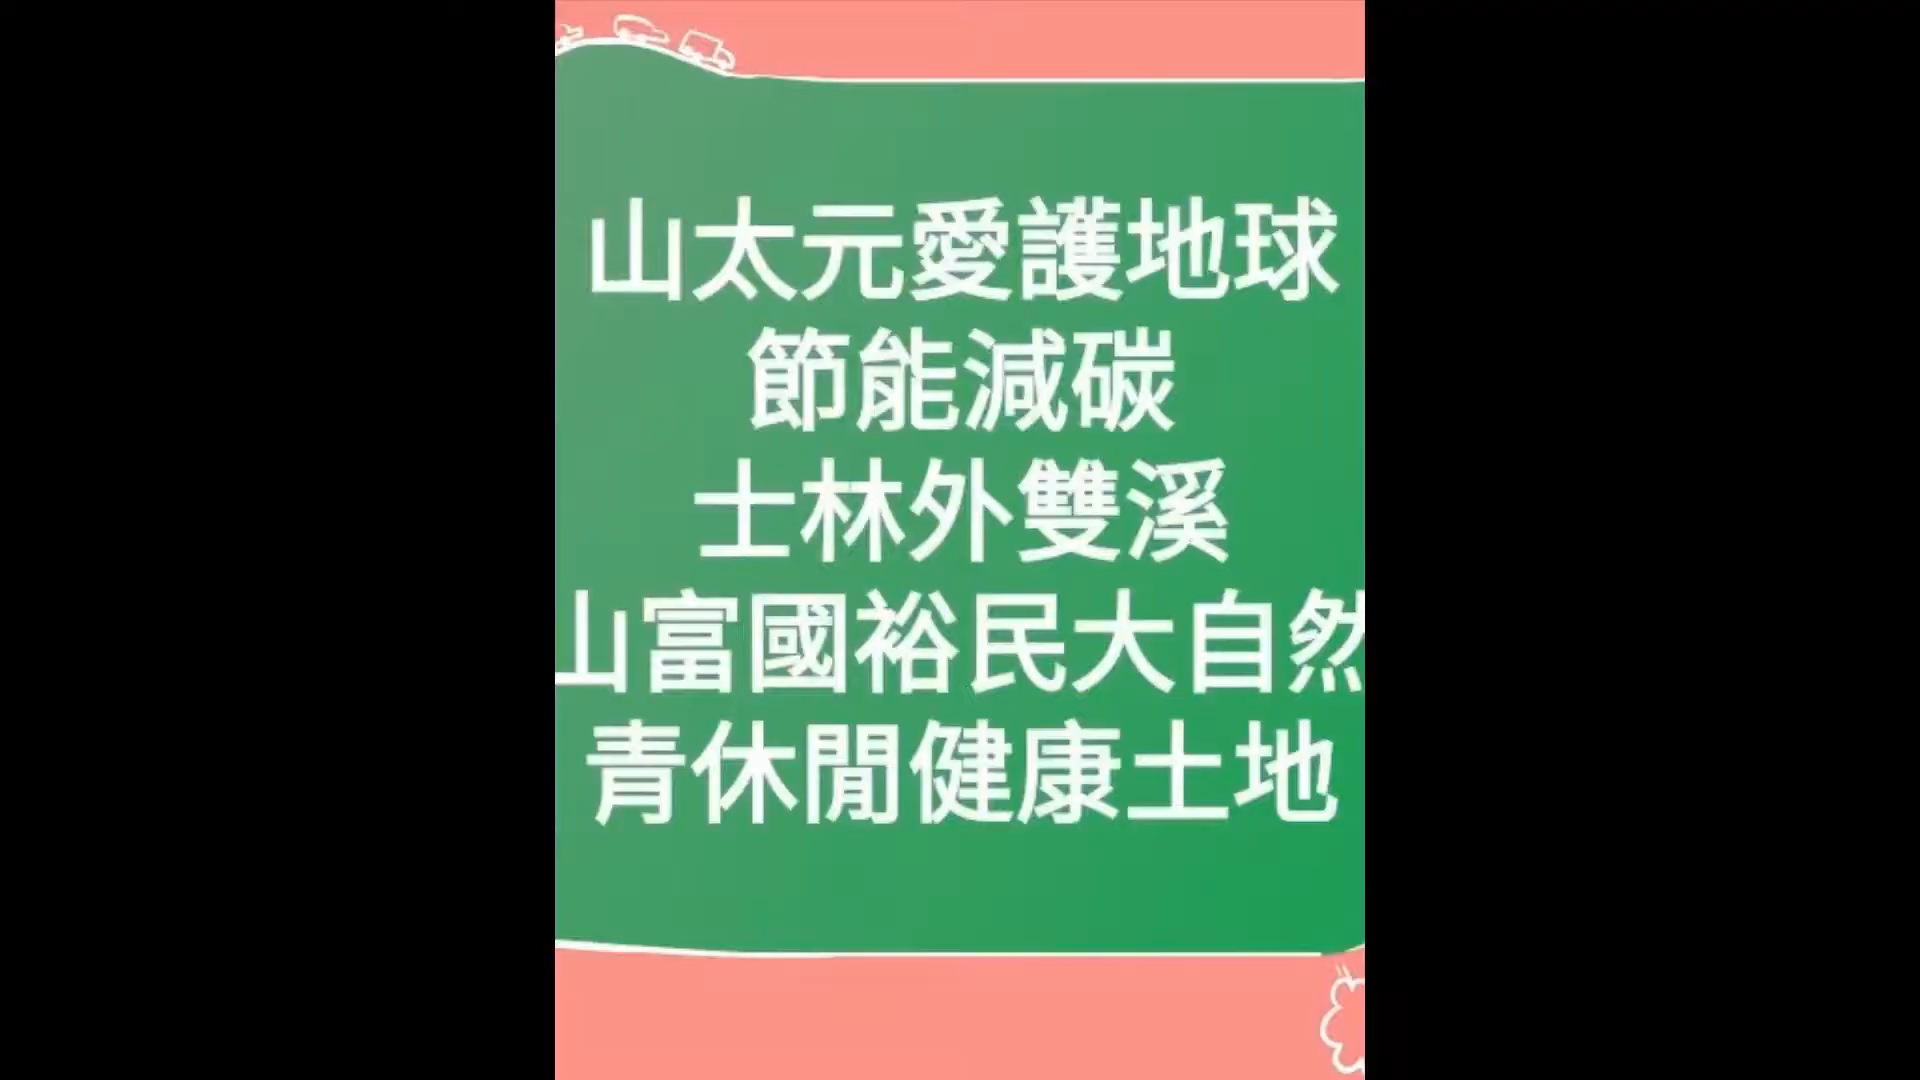 山太元愛護地球
節能減碳
士林外雙溪
山富國裕民大自然
青休閒健康土地